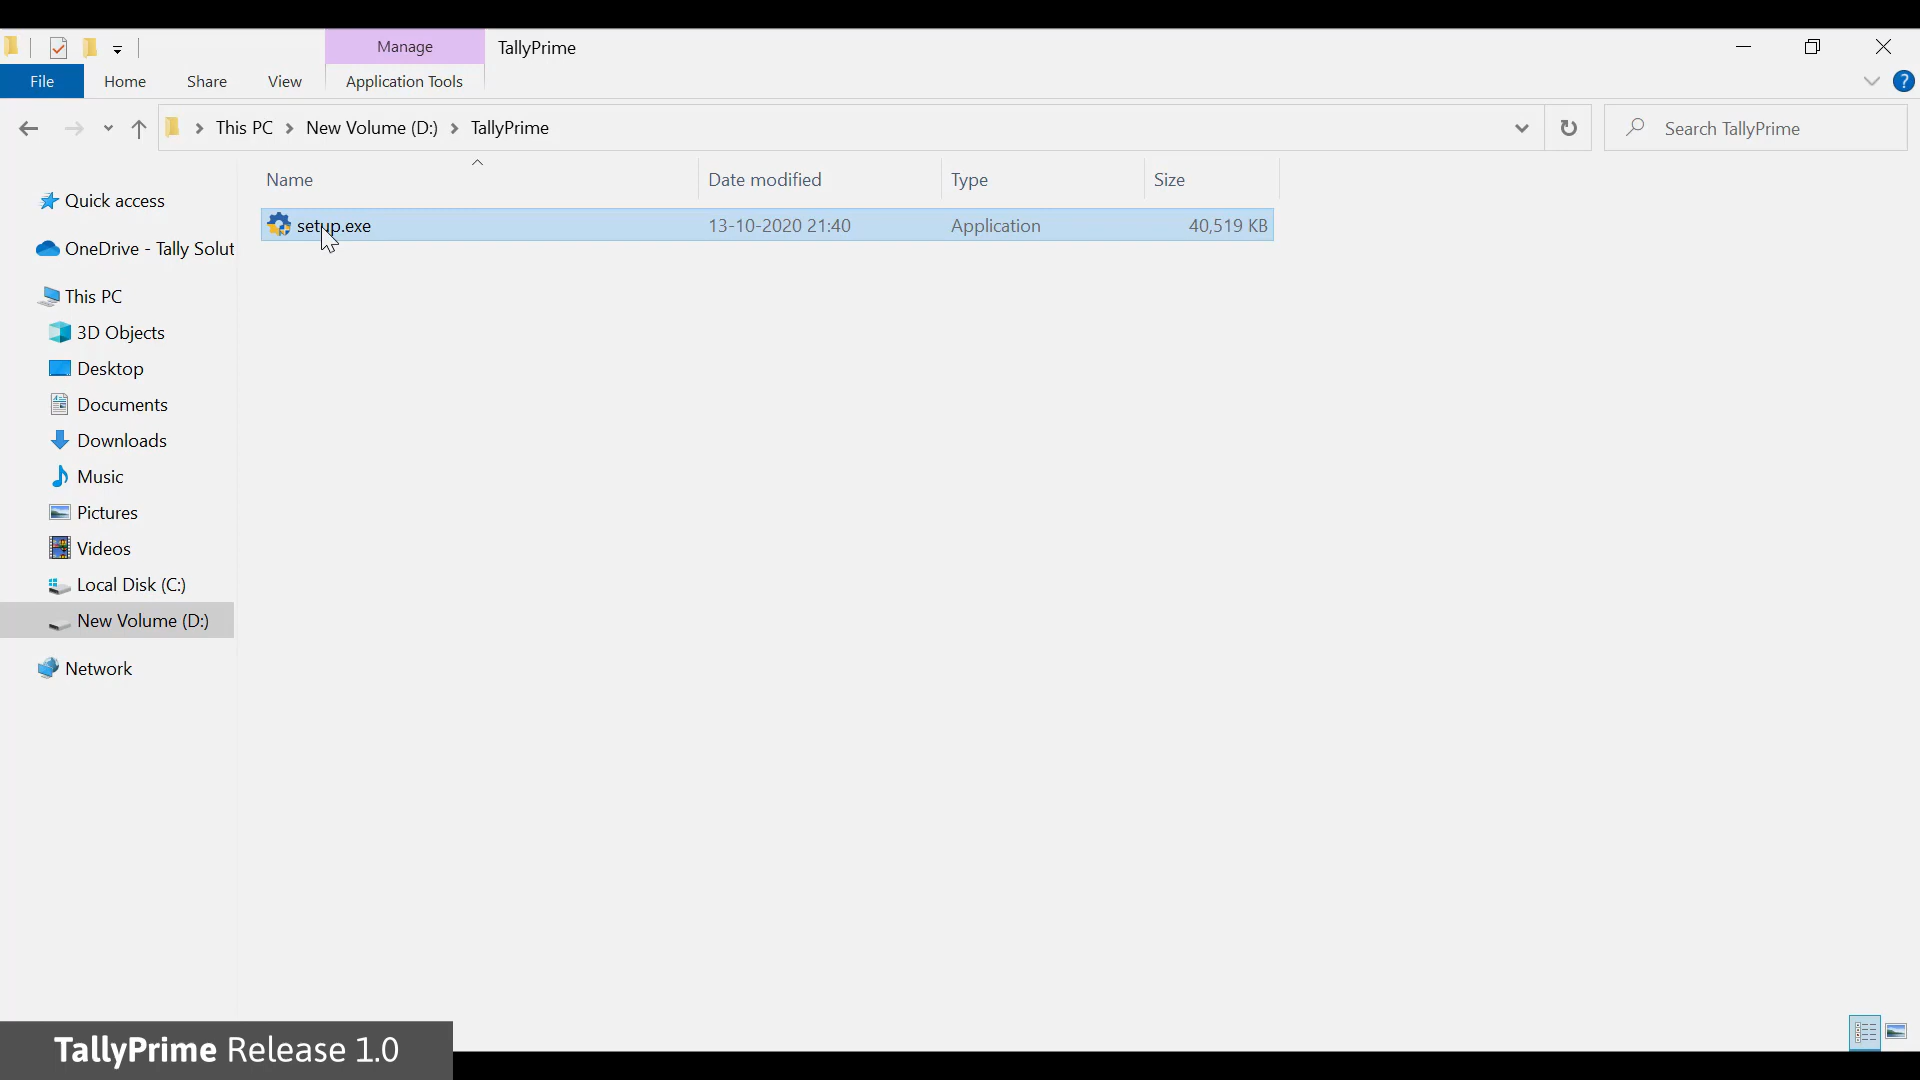 Manage
TallyPrime
File
Home
Share
View
Application Tools
?
This PC
New Volume (D:)
TallyPrime
Search TallyPrime
Name
Date modified
Type
Size
setup.exe
13-10-2020 21:40
Application
40,519 KB
Quick access
OneDrive - Tally Solut
This PC
3D Objects
Desktop
Documents
Downloads
Music
Pictures
Videos
Local Disk (C:)
New Volume (D:)
Network
TallyPrime Release 1.0